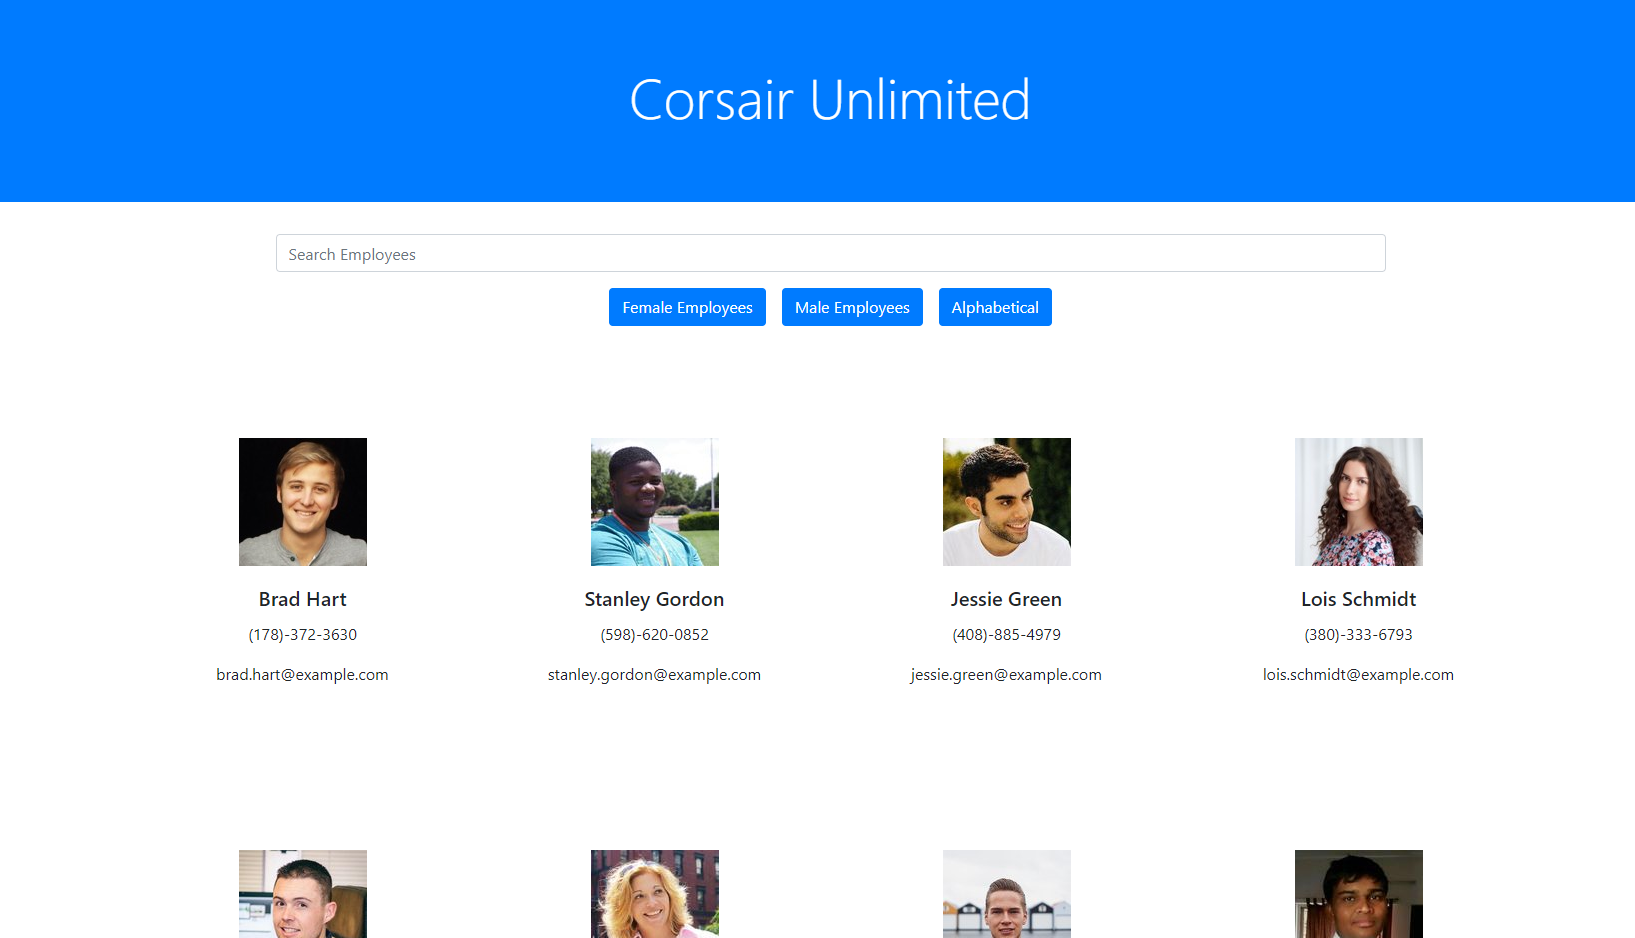 Corsair Unlimited
Search Employees
Female Employees Male Employees Alphabetical
Brad Hart Stanley Gordon Jessie Green Lois Schmidt
(178)-372-3630 (598)-620-0852 (408)-885-4979 (380)-333-6793
brad.hart@example.com stanley.gordon@example.com jessie.green@example.com lois.schmidt@example.com